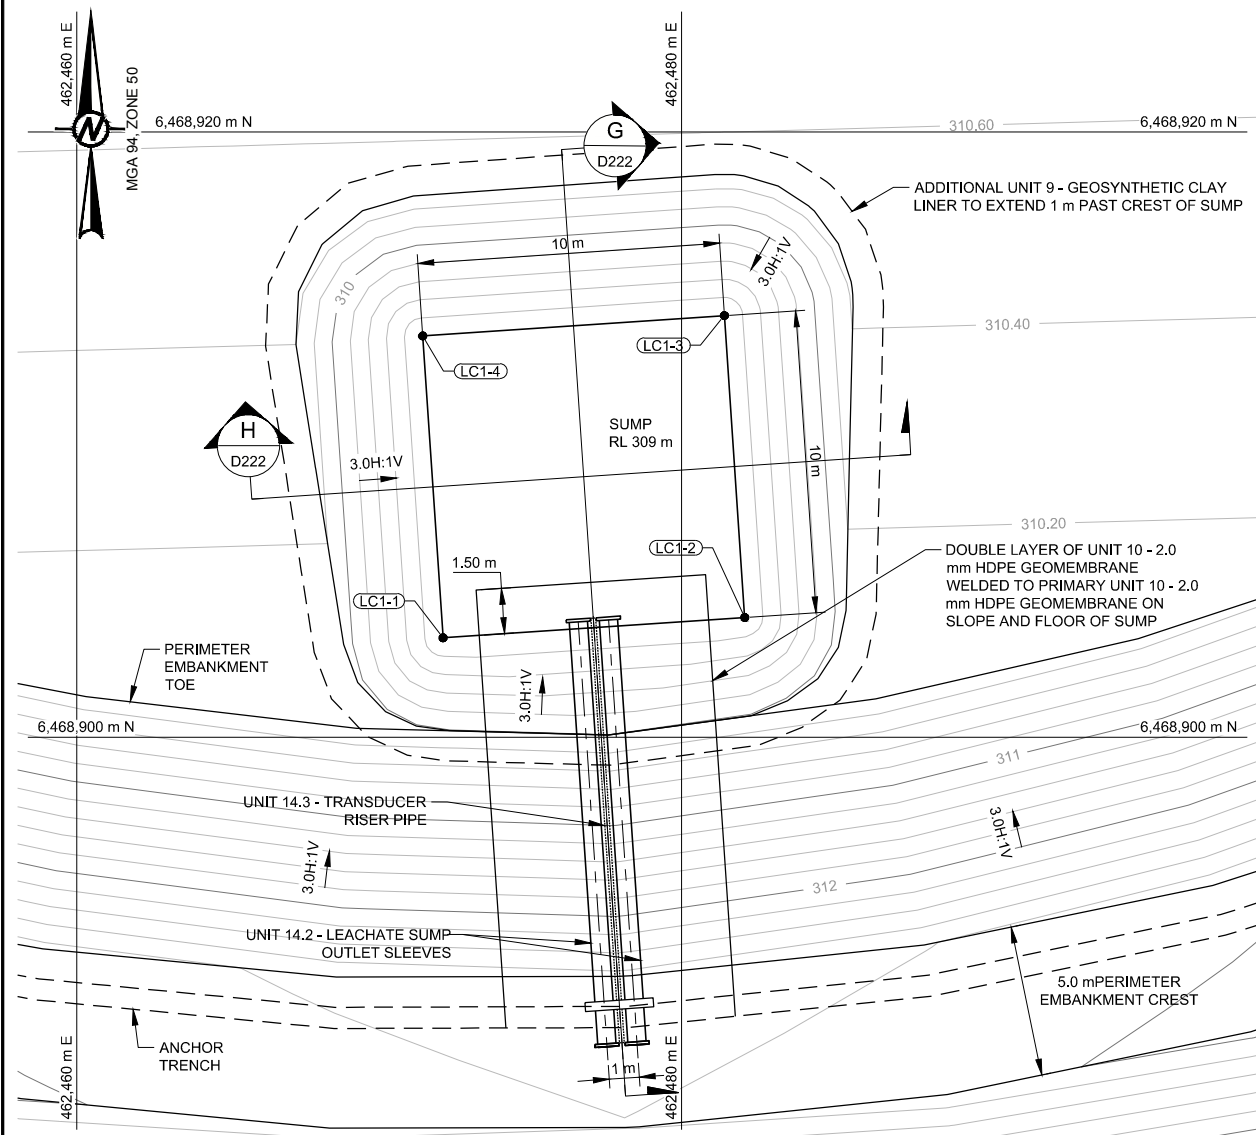 462,460 m E
462,480 m E
N
MGA 94, ZONE 50
6,468,920 m N
310.60
6,468,920 m N
G
D222
ADDITIONAL UNIT 9 - GEOSYNTHETIC CLAY
LINER TO EXTEND 1 m PAST CREST OF SUMP
10 m
3.0H:1V
310
310.40
LC1-3
LC1-4
SUMP
RL 309 m
H
D222
3.0H:1V
10 m
310.20
1.50 m
LC1-2
DOUBLE LAYER OF UNIT 10 - 2.0
mm HDPE GEOMEMBRANE
WELDED TO PRIMARY UNIT 10 - 2.0
mm HDPE GEOMEMBRANE ON
SLOPE AND FLOOR OF SUMP
LC1-1
PERIMETER
EMBANKMENT
TOE
3.0H:1V
6,468,900 m N
6,468,900 m N
311
UNIT 14.3 - TRANSDUCER
RISER PIPE
3.0H:1V
3.0H:1V
312
UNIT 14.2 - LEACHATE SUMP
OUTLET SLEEVES
5.0 mPERIMETER
EMBANKMENT CREST
ANCHOR
TRENCH
1 m
462,460 m E
462,480 m E